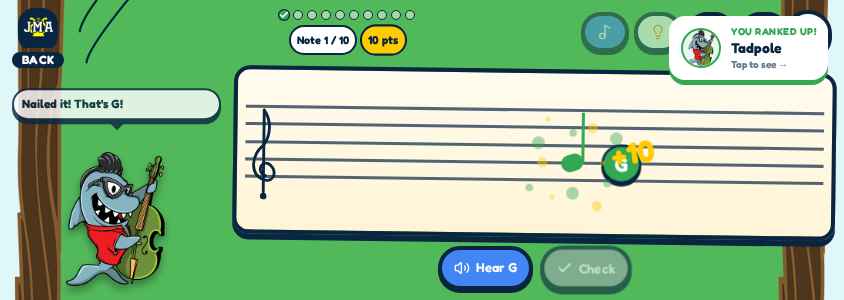 JMA
BACK
Note 1 / 10
10 pts
YOU RANKED UP!
Tadpole
Tap to see →
Nailed it! That's G!
G
+10
Hear G
Check